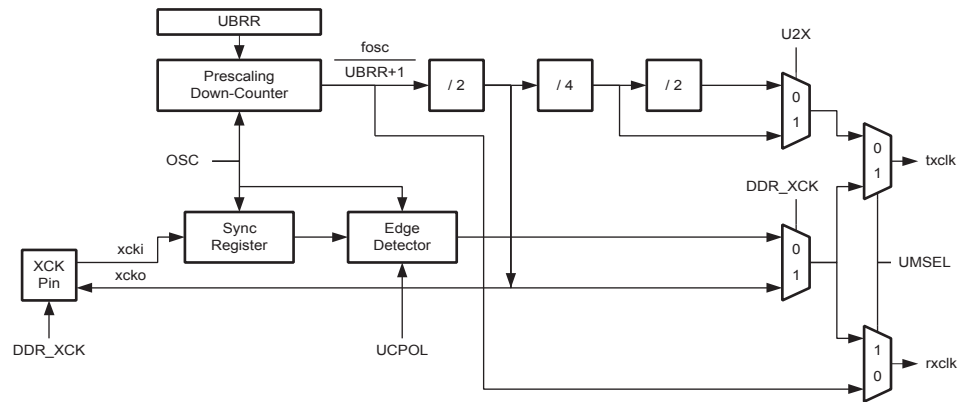 UBRR
U2X
fosc
Prescaling
Down-Counter
UBRR+1
/ 2
/ 4
/ 2
0
1
OSC
0
1
txclk
DDR_XCK
Sync
Register
Edge
Detector
xcki
0
1
XCK
Pin
xcko
UMSEL
DDR_XCK
UCPOL
1
0
rxclk